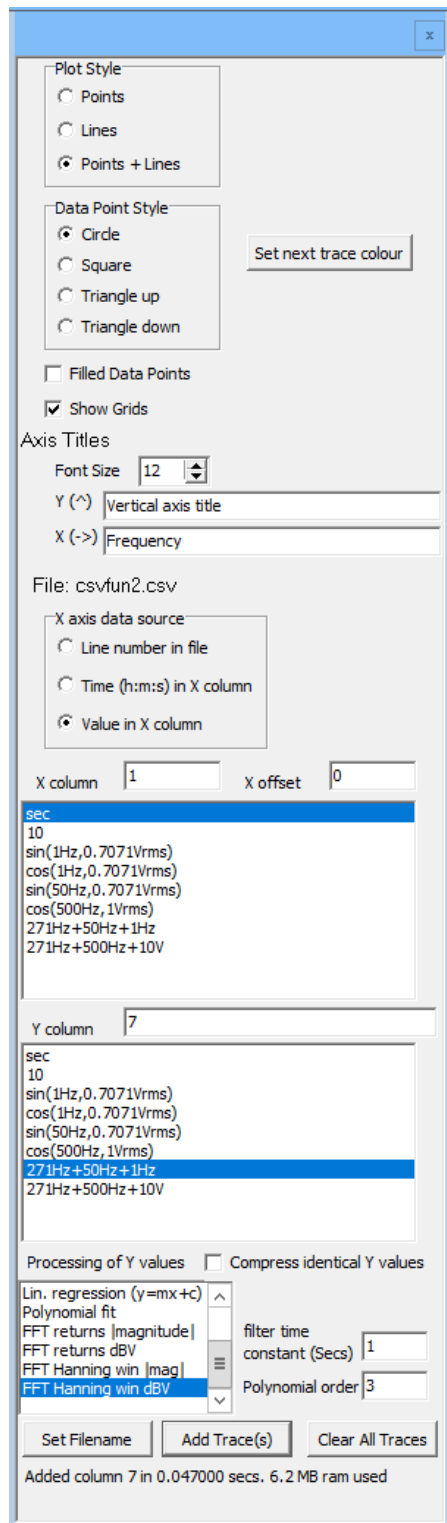 x
Plot Style
Points
Lines
Points + Lines
Data Point Style
Circle
Square
Triangle up
Triangle down
Set next trace colour
Filled Data Points
Show Grids
Axis Titles
Font Size 12
Y (^) Vertical axis title
X (->) Frequency
File: csvfun2.csv
X axis data source
Line number in file
Time (h:m:s) in X column
Value in X column
X column 1 X offset 0
sec
10
sin(1Hz,0.7071Vrms)
cos(1Hz,0.7071Vrms)
sin(50Hz,0.7071Vrms)
cos(500Hz,1Vrms)
271Hz+50Hz+1Hz
271Hz+500Hz+10V
Y column 7
sec
10
sin(1Hz,0.7071Vrms)
cos(1Hz,0.7071Vrms)
sin(50Hz,0.7071Vrms)
cos(500Hz,1Vrms)
271Hz+50Hz+1Hz
271Hz+500Hz+10V
Processing of Y values Compress identical Y values
Lin. regression (y=mx+c)
Polynomial fit
FFT returns |magnitude|
FFT returns dBV
FFT Hanning win |mag|
FFT Hanning win dBV
filter time
constant (Secs) 1
Polynomial order 3
Set Filename Add Trace(s) Clear All Traces
Added column 7 in 0.047000 secs. 6.2 MB ram used